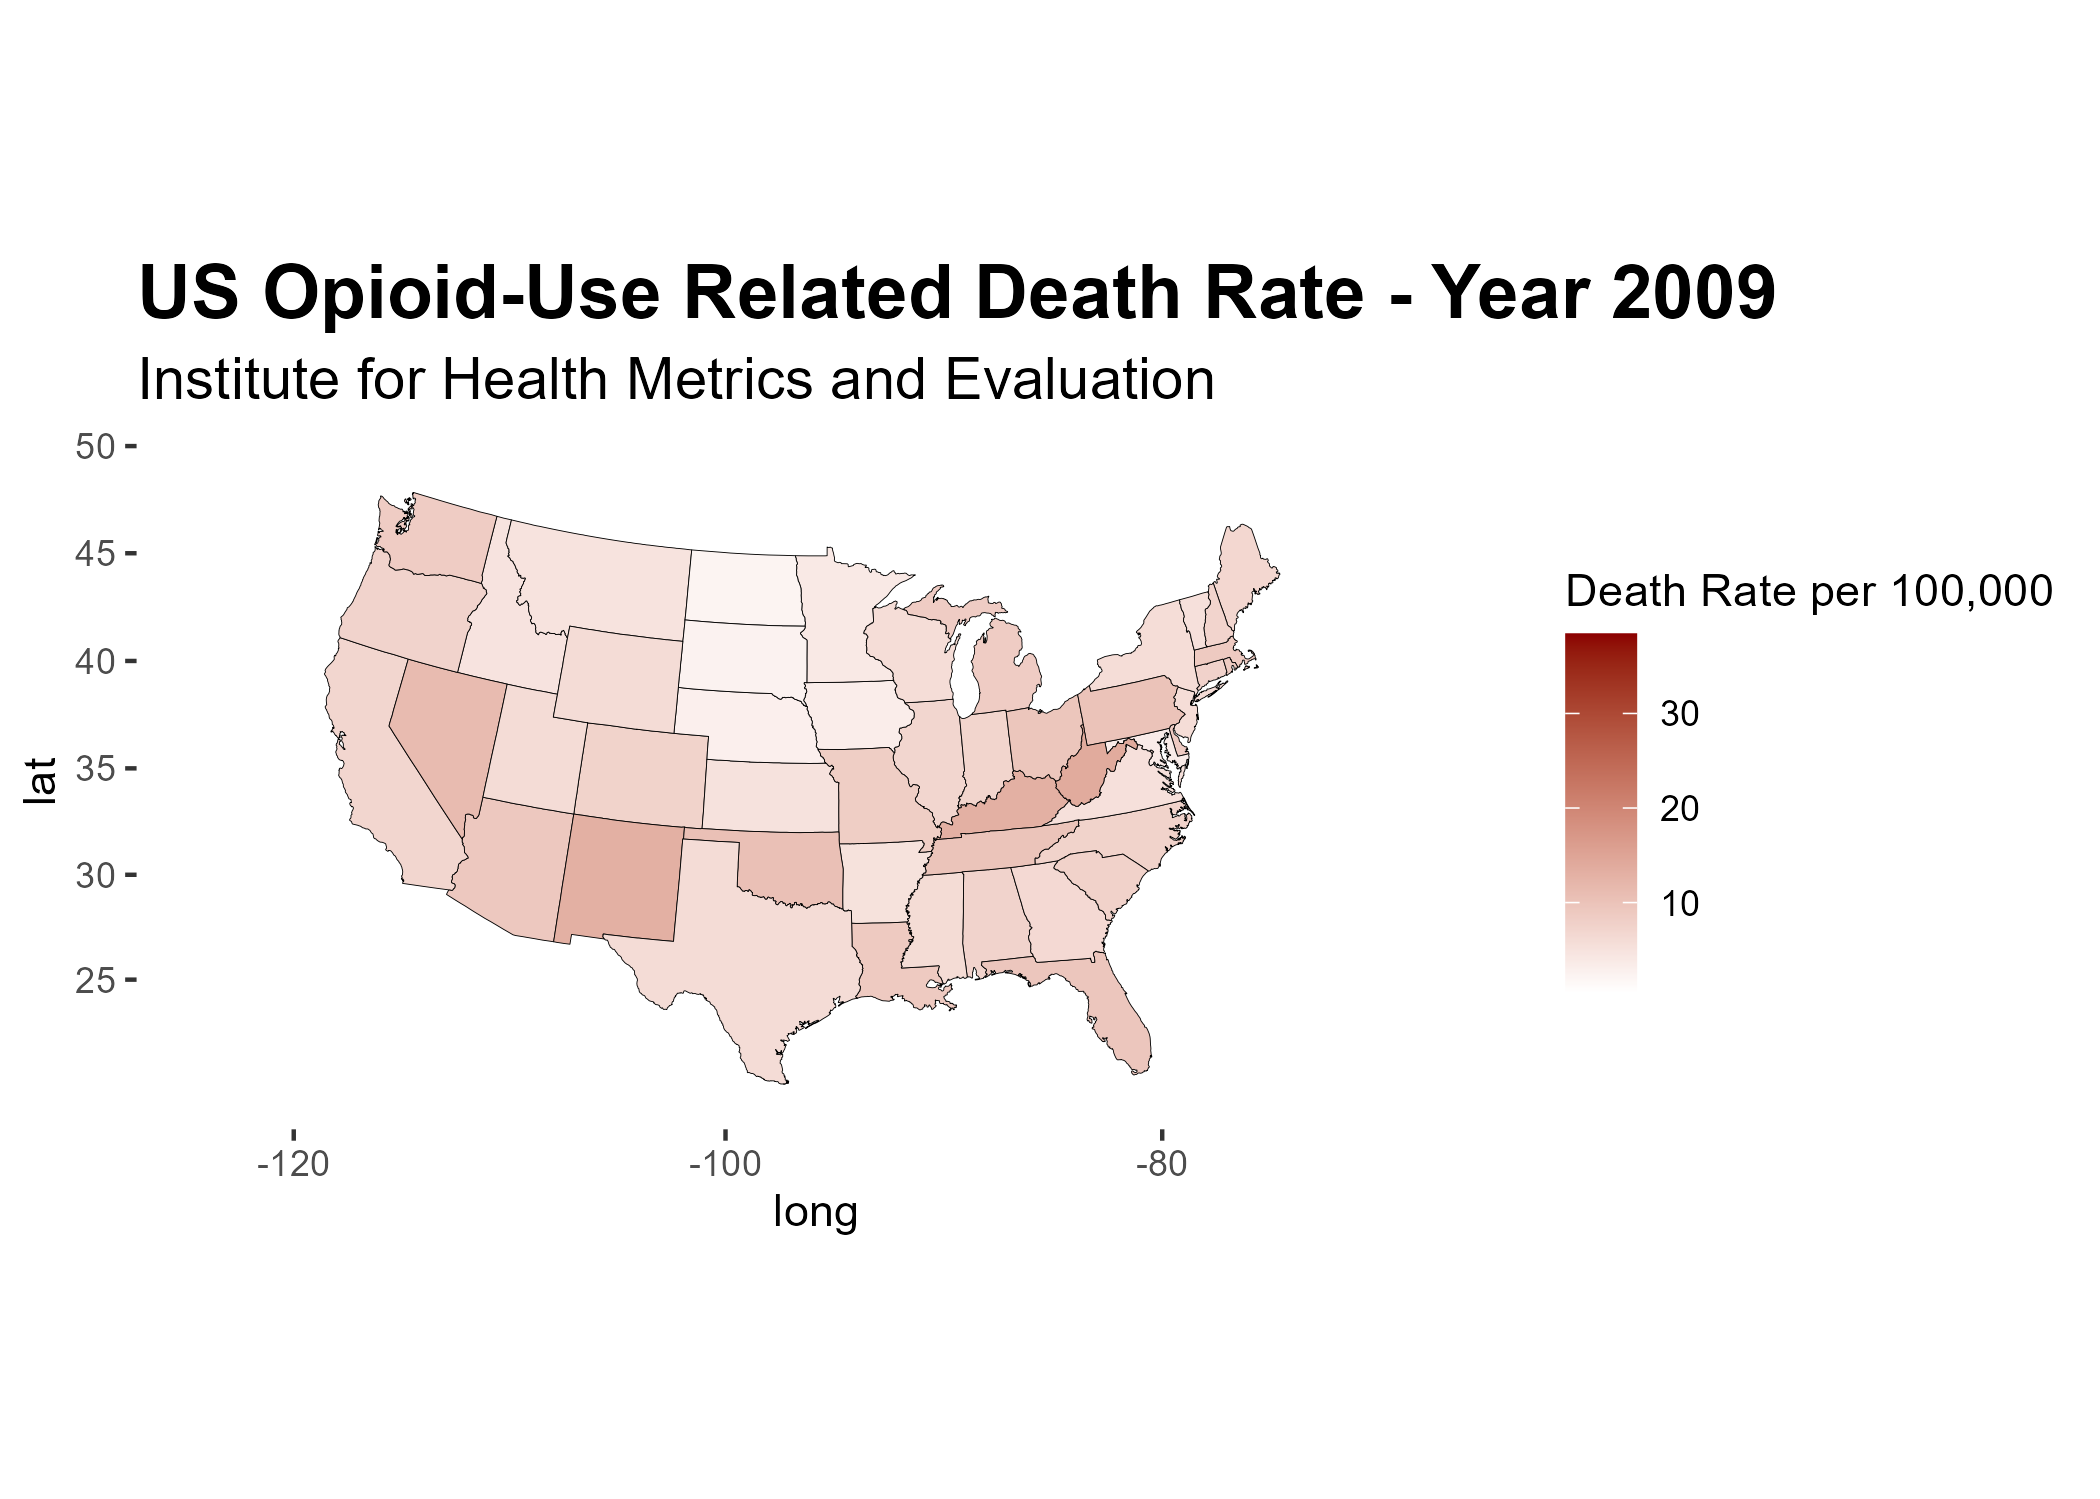 US Opioid-Use Related Death Rate - Year 2009
Institute for Health Metrics and Evaluation
50
45
40
35
30
25
lat
-120
-100
-80
long
Death Rate per 100,000
30
20
10